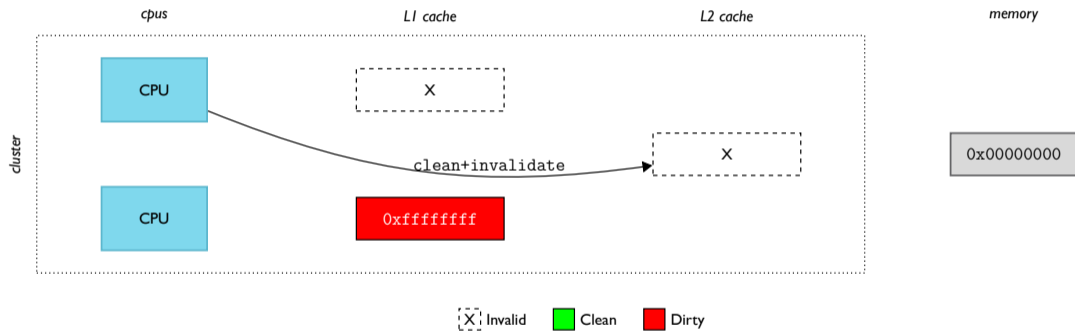 cpus L1 cache L2 cache memory
CPU X
cluster
clean+invalidate
X
0x00000000
CPU 0xffffffff
X Invalid Clean Dirty